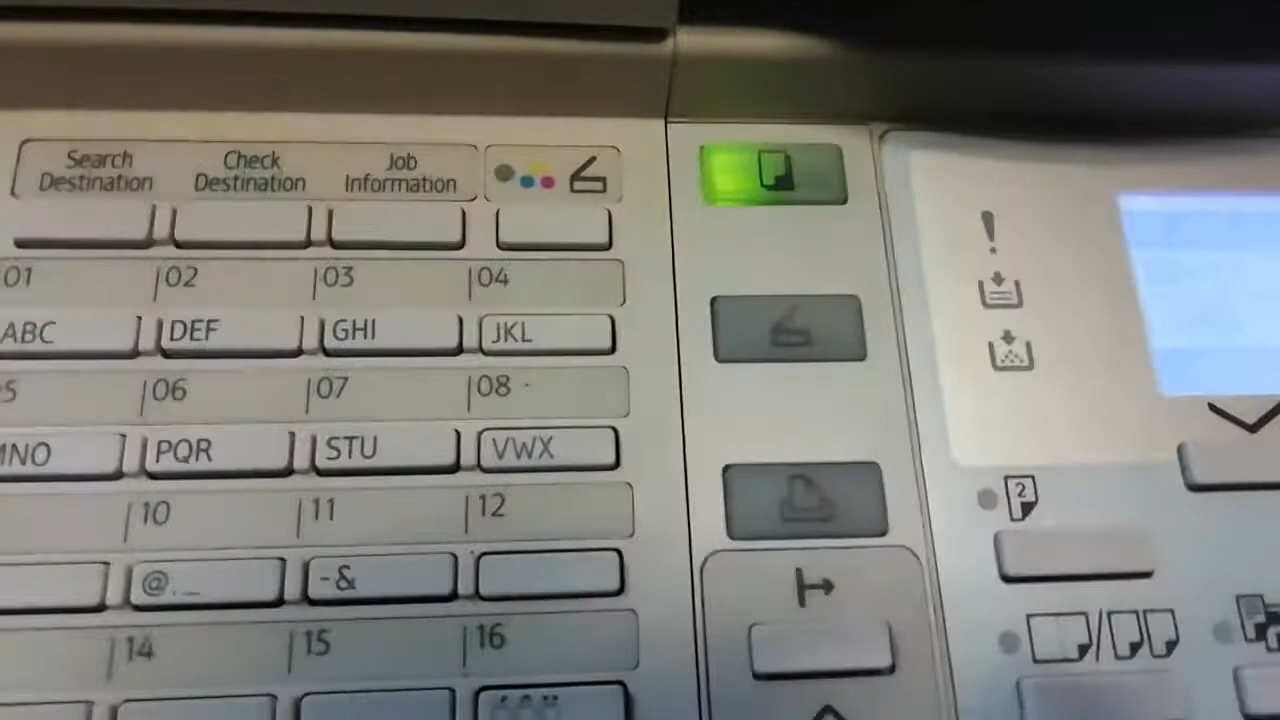 Search Destination
Check Destination
Job Information
01
02
03
04
ABC
DEF
GHI
JKL
06
07
08
PQR
STU
VWX
10
11
12
@._
-&
14
15
16
2